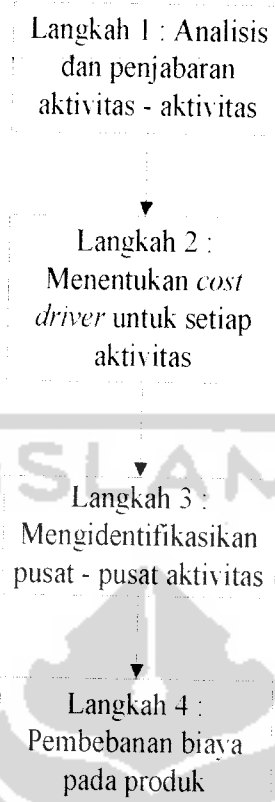 Langkah 1 : Analisis
dan penjabaran
aktivitas - aktivitas
Langkah 2 :
Menentukan cost
driver untuk setiap
aktivitas
SLAM
Langkah 3 :
Mengidentifikasikan
pusat - pusat aktivitas
Langkah 4 :
Pembebanan biaya
pada produk